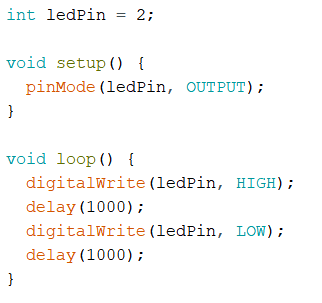 int ledPin = 2;

void setup() {
  pinMode(ledPin, OUTPUT);
}

void loop() {
  digitalWrite(ledPin, HIGH);
  delay(1000);
  digitalWrite(ledPin, LOW);
  delay(1000);
}